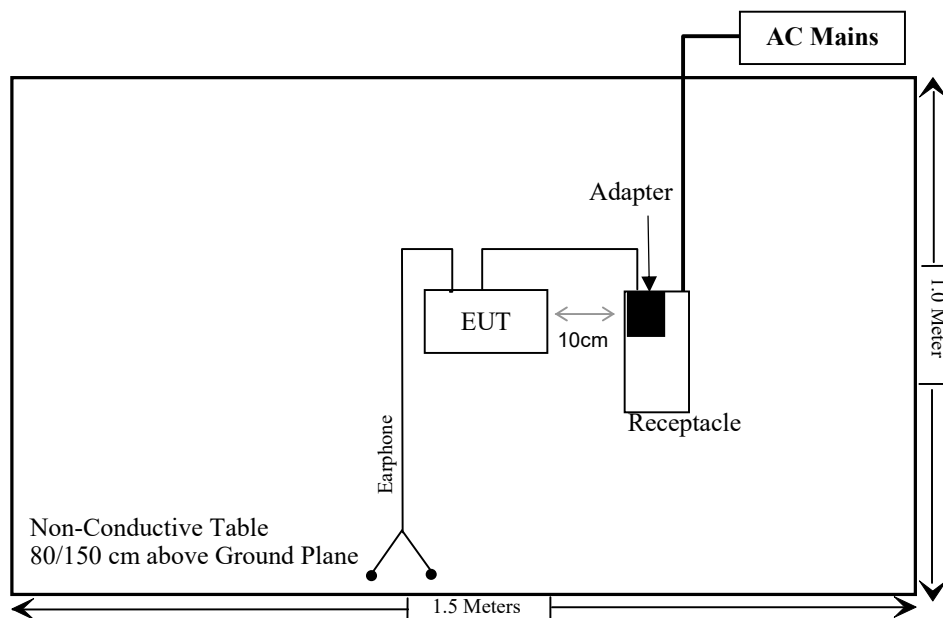 AC Mains
Adapter
EUT
10cm
1.0 Meter
Receptacle
Earphone
Non-Conductive Table
80/150 cm above Ground Plane
1.5 Meters